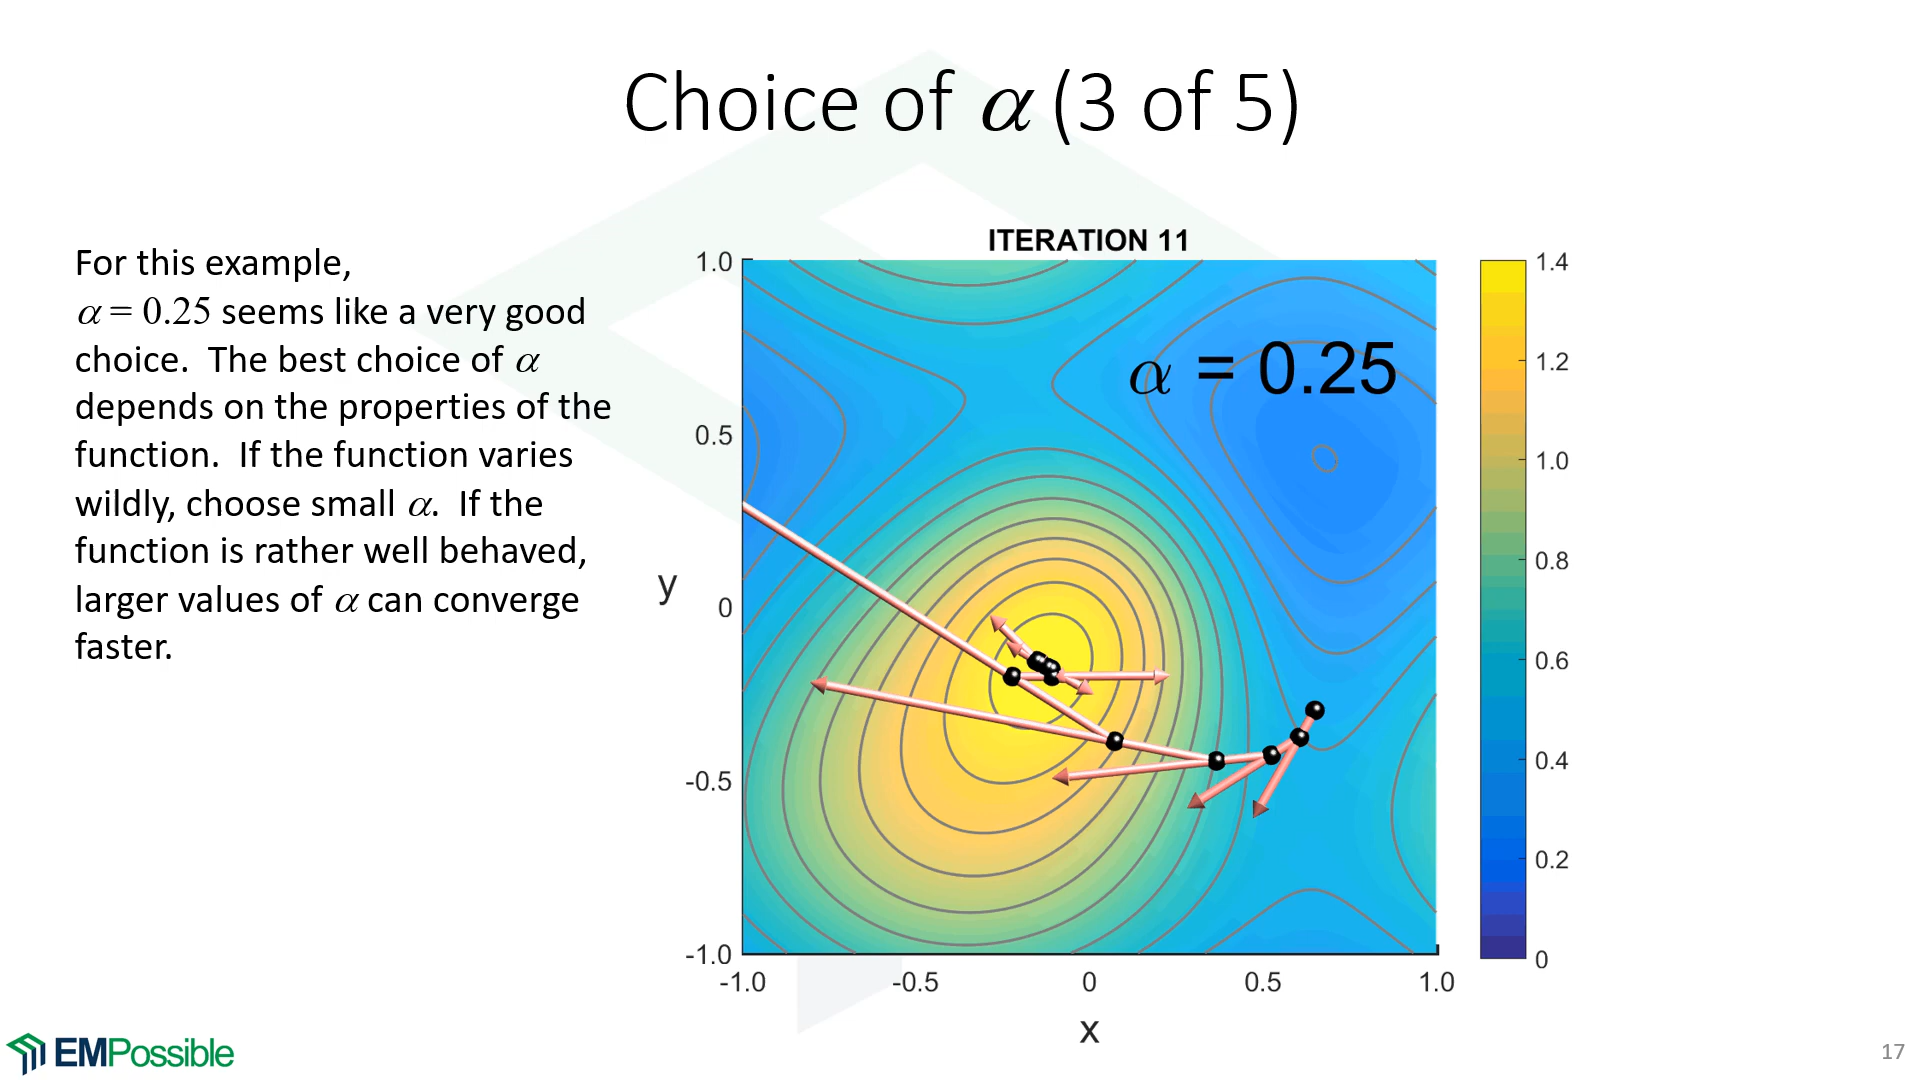 Choice of α (3 of 5)
For this example,
α = 0.25 seems like a very good
choice.  The best choice of α
depends on the properties of the
function.  If the function varies
wildly, choose small α.  If the
function is rather well behaved,
larger values of α can converge
faster.
ITERATION 11
α = 0.25
y
1.0
0.5
0
-0.5
-1.0
-1.0
-0.5
0
0.5
1.0
x
1.4
1.2
1.0
0.8
0.6
0.4
0.2
0
EMPossible
17